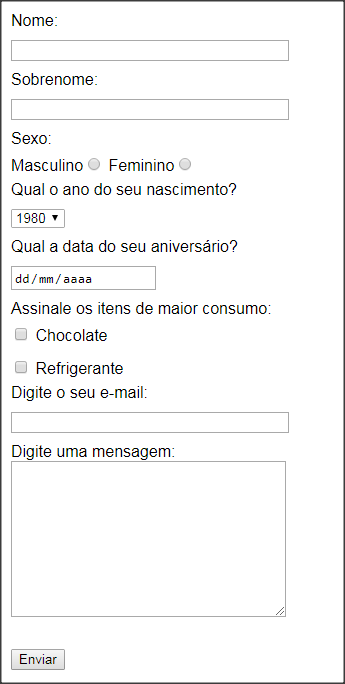 Nome:
Sobrenome:
Sexo:
Masculino Feminino
Qual o ano do seu nascimento?
1980
Qual a data do seu aniversário?
dd/mm/aaaa
Assinale os itens de maior consumo:
Chocolate
Refrigerante
Digite o seu e-mail:
Digite uma mensagem:
Enviar